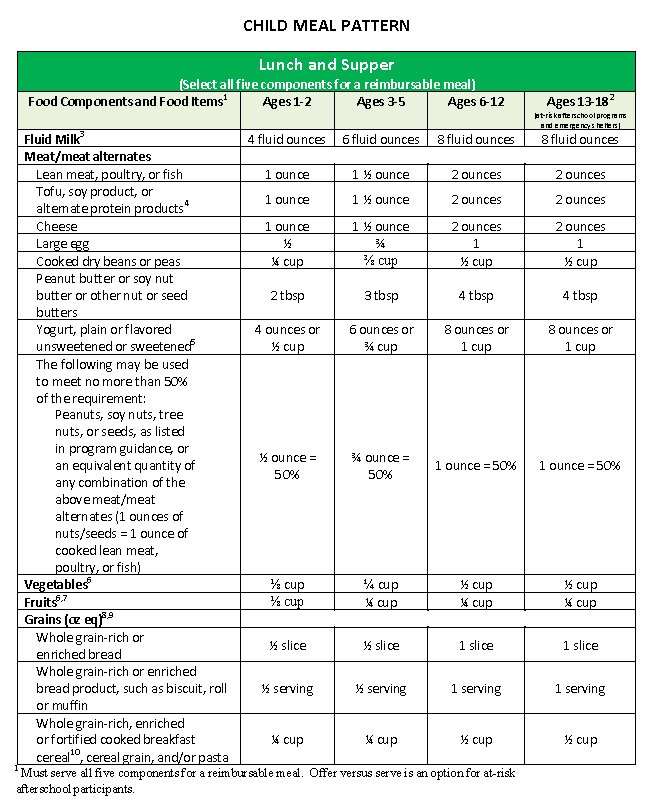 CHILD MEAL PATTERN
Lunch and Supper
(Select all five components for a reimbursable meal)
Food Components and Food Items¹ Ages 1-2 Ages 3-5 Ages 6-12 Ages 13-18²
(at-risk afterschool programs
and emergency shelters)
Fluid Milk³ 4 fluid ounces 6 fluid ounces 8 fluid ounces 8 fluid ounces
Meat/meat alternates
Lean meat, poultry, or fish 1 ounce 1 ½ ounce 2 ounces 2 ounces
Tofu, soy product, or
alternate protein products⁴ 1 ounce 1 ½ ounce 2 ounces 2 ounces
Cheese 1 ounce 1 ½ ounce 2 ounces 2 ounces
Large egg ½ ¾ 1 1
Cooked dry beans or peas ¼ cup ⅜ cup ½ cup ½ cup
Peanut butter or soy nut
butter or other nut or seed
butters 2 tbsp 3 tbsp 4 tbsp 4 tbsp
Yogurt, plain or flavored
unsweetened or sweetened⁵ 4 ounces or
½ cup 6 ounces or
¾ cup 8 ounces or
1 cup 8 ounces or
1 cup
The following may be used
to meet no more than 50%
of the requirement:
Peanuts, soy nuts, tree
nuts, or seeds, as listed
in program guidance, or
an equivalent quantity of
any combination of the
above meat/meat
alternates (1 ounces of
nuts/seeds = 1 ounce of
cooked lean meat,
poultry, or fish) ½ ounce =
50% ¾ ounce =
50% 1 ounce = 50% 1 ounce = 50%
Vegetables⁶ ⅛ cup ¼ cup ½ cup ½ cup
Fruits⁶,⁷ ⅛ cup ¼ cup ¼ cup ¼ cup
Grains (oz eq)⁸,⁹
Whole grain-rich or
enriched bread ½ slice ½ slice 1 slice 1 slice
Whole grain-rich or enriched
bread product, such as biscuit, roll
or muffin ½ serving ½ serving 1 serving 1 serving
Whole grain-rich, enriched
or fortified cooked breakfast
cereal¹⁰, cereal grain, and/or pasta ¼ cup ¼ cup ½ cup ½ cup
¹ Must serve all five components for a reimbursable meal. Offer versus serve is an option for at-risk
afterschool participants.